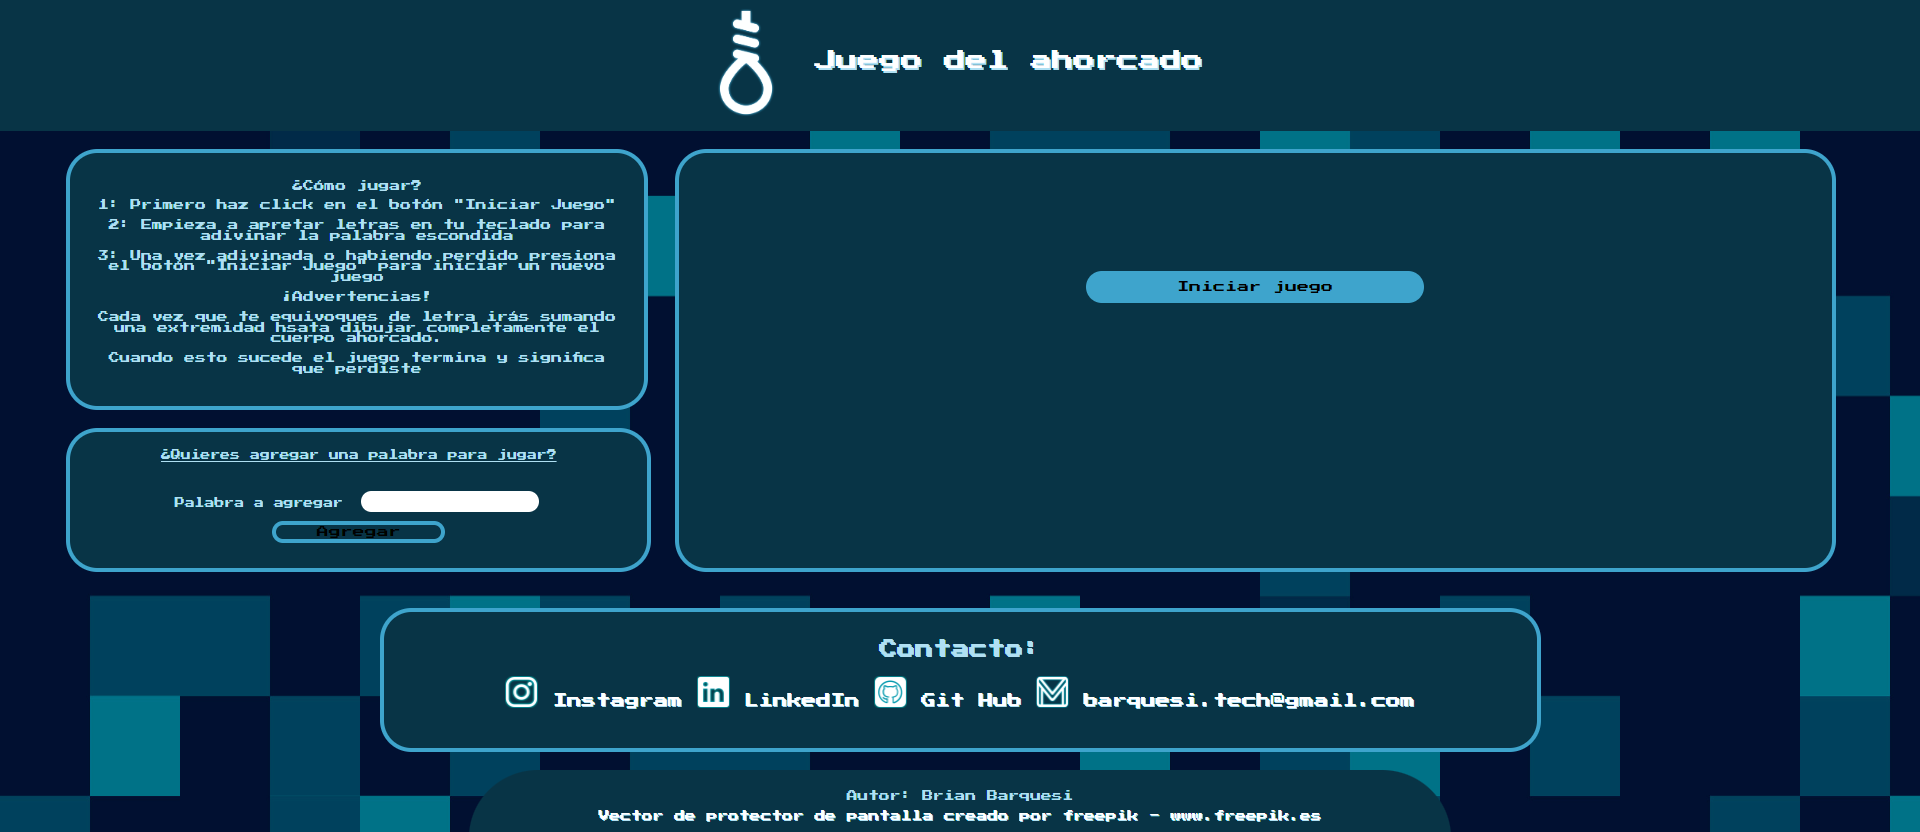 Juego del ahorcado
¿Cómo jugar?
1: Primero haz click en el botón "Iniciar Juego"
2: Empieza a apretar letras en tu teclado para
adivinar la palabra escondida
3: Una vez adivinada o habiendo perdido presiona
el botón "Iniciar Juego" para iniciar un nuevo
juego
¡Advertencias!
Cada vez que te equivoques de letra irás sumando
una extremidad hsata dibujar completamente el
cuerpo ahorcado.
Cuando esto sucede el juego termina y significa
que perdiste
Iniciar juego
¿Quieres agregar una palabra para jugar?
Palabra a agregar
Agregar
Contacto:
Instagram LinkedIn Git Hub barquesi.tech@gmail.com
Autor: Brian Barquesi
Vector de protector de pantalla creado por freepik - www.freepik.es